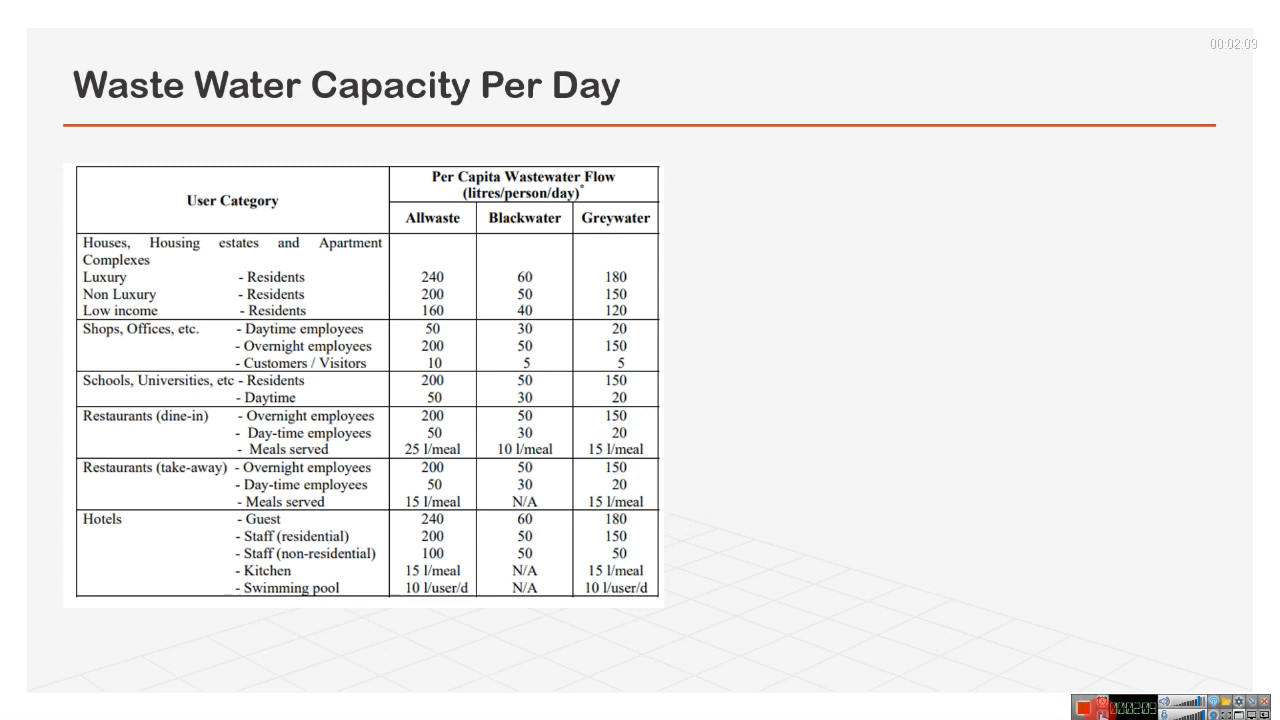 00:02:09
Waste Water Capacity Per Day
User Category
Per Capita Wastewater Flow
(litres/person/day)*
Allwaste Blackwater Greywater
Houses, Housing estates and Apartment
Complexes
Luxury - Residents 240 60 180
Non Luxury - Residents 200 50 150
Low income - Residents 160 40 120
Shops, Offices, etc. - Daytime employees 50 30 20
- Overnight employees 200 50 150
- Customers / Visitors 10 5 5
Schools, Universities, etc - Residents 200 50 150
- Daytime 50 30 20
Restaurants (dine-in) - Overnight employees 200 50 150
- Day-time employees 50 30 20
- Meals served 25 l/meal 10 l/meal 15 l/meal
Restaurants (take-away) - Overnight employees 200 50 150
- Day-time employees 50 30 20
- Meals served 15 l/meal N/A 15 l/meal
Hotels - Guest 240 60 180
- Staff (residential) 200 50 150
- Staff (non-residential) 100 50 50
- Kitchen 15 l/meal N/A 15 l/meal
- Swimming pool 10 l/user/d N/A 10 l/user/d
00:02:09